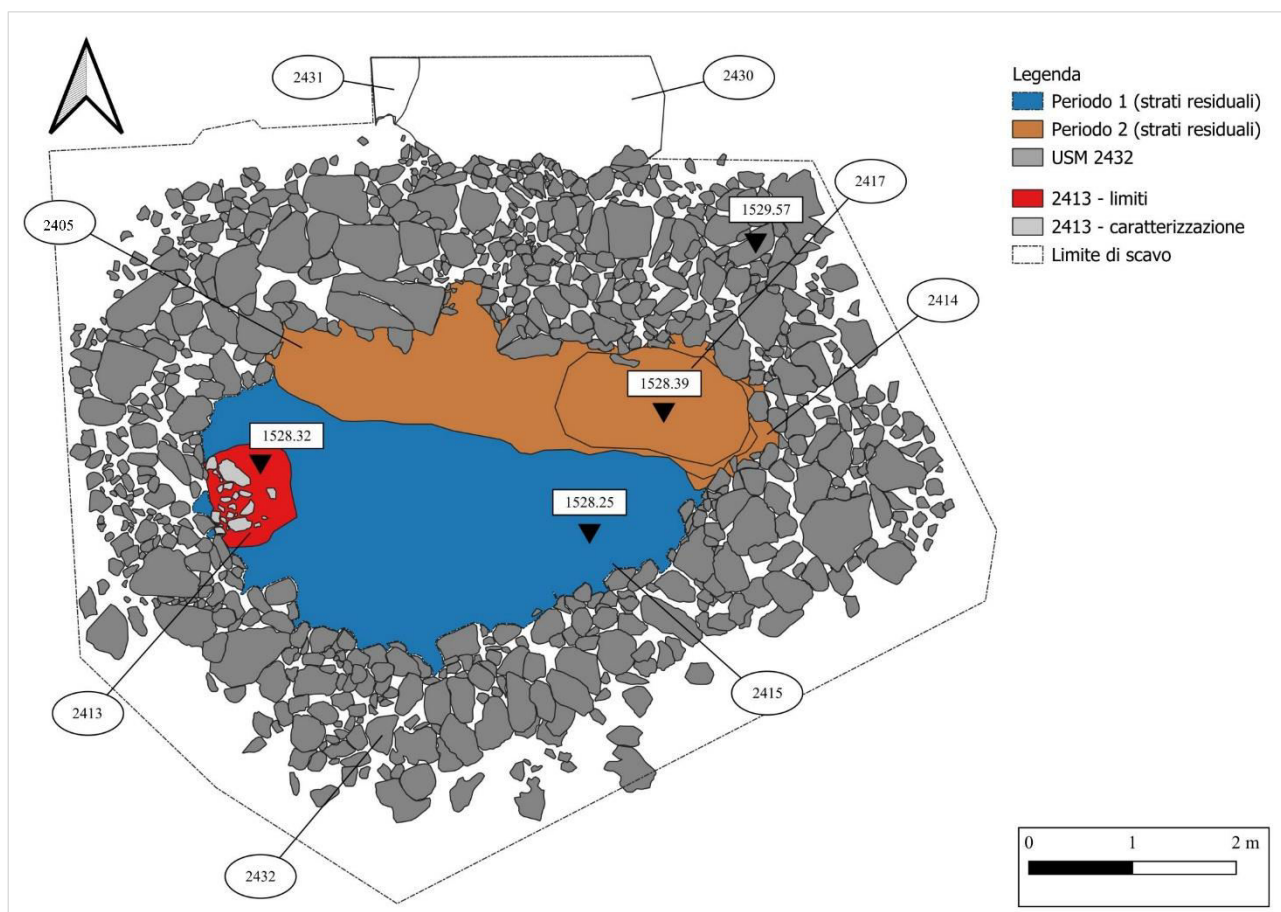 2431
2430
Legenda
Periodo 1 (strati residuali)
Periodo 2 (strati residuali)
USM 2432
2413 - limiti
2413 - caratterizzazione
Limite di scavo
2417
1529.57
2405
2414
1528.39
1528.32
1528.25
2413
2415
2432
0 1 2 m